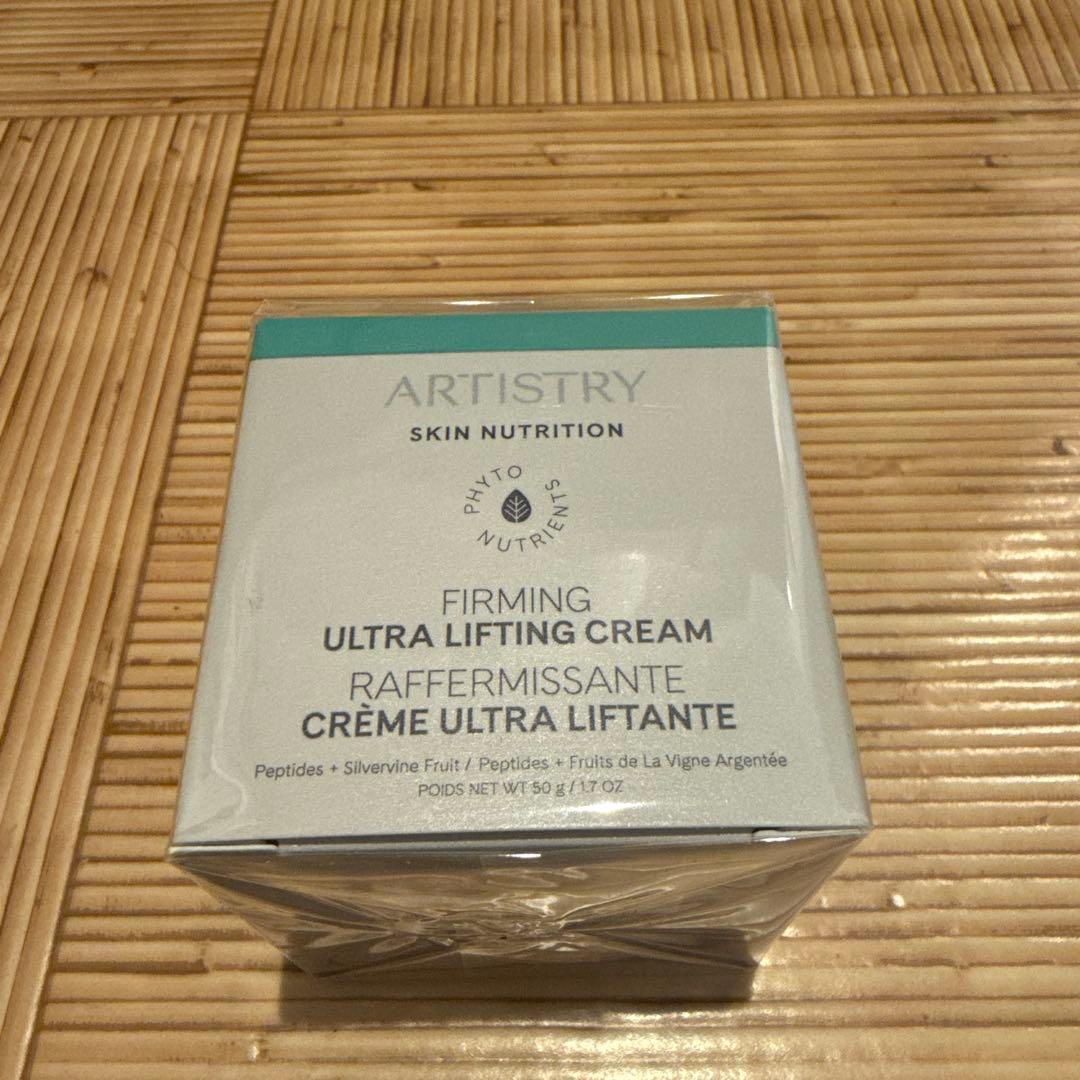 ARTISTRY
SKIN NUTRITION
PHYTO
NUTRIENTS
FIRMING
ULTRA LIFTING CREAM
RAFFERMISSANTE
CRÈME ULTRA LIFTANTE
Peptides + Silvervine Fruit / Peptides + Fruits de La Vigne Argentée
POIDS NET WT 50 g / 1.7 OZ